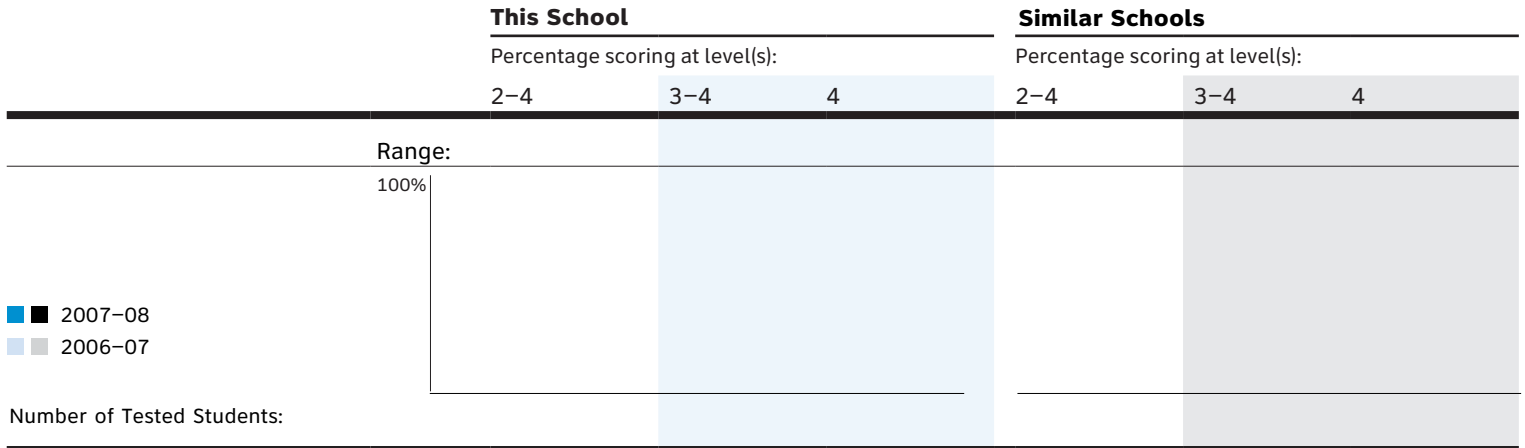 This School Similar Schools
Percentage scoring at level(s): Percentage scoring at level(s):
2–4 3–4 4 2–4 3–4 4
Range:
100%
2007–08
2006–07
Number of Tested Students: